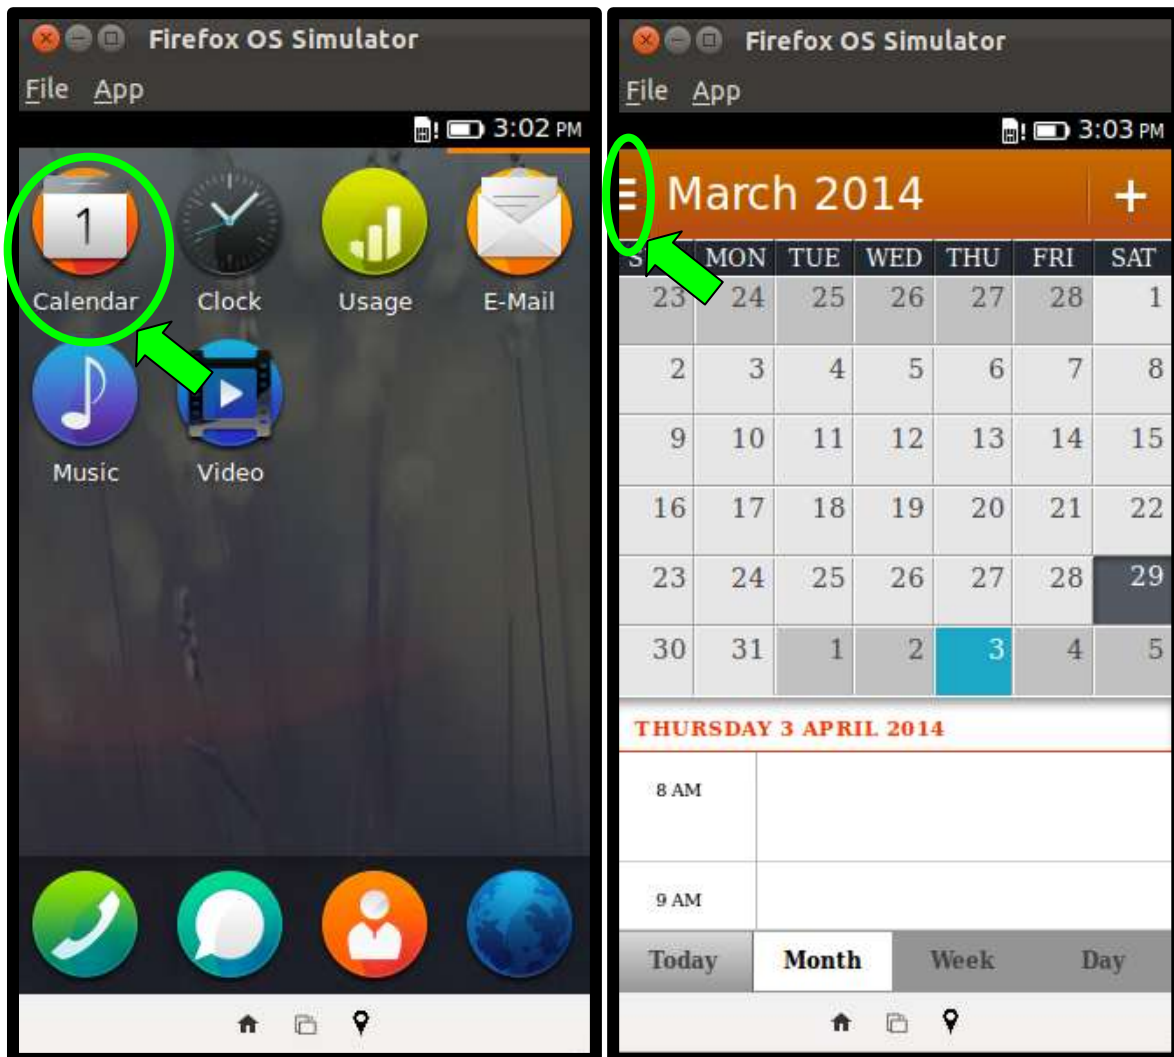 Firefox OS Simulator
File App
3:02 PM
1
Calendar Clock Usage E-Mail
Music Video
Firefox OS Simulator
File App
3:03 PM
March 2014 +
S MON TUE WED THU FRI SAT
23 24 25 26 27 28 1
2 3 4 5 6 7 8
9 10 11 12 13 14 15
16 17 18 19 20 21 22
23 24 25 26 27 28 29
30 31 1 2 3 4 5
THURSDAY 3 APRIL 2014
8 AM
9 AM
Today Month Week Day